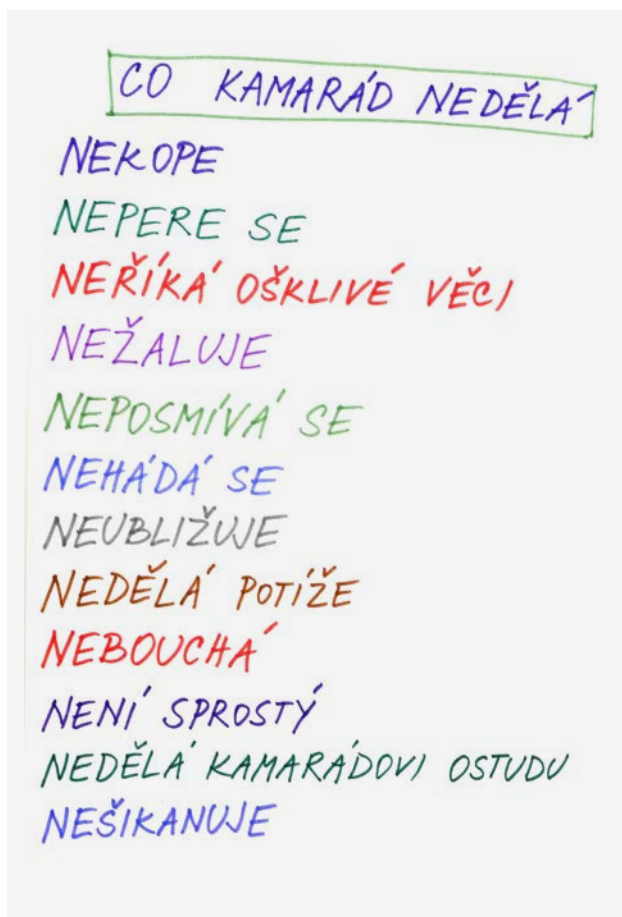 CO KAMARÁD NEDĚLÁ
NEKOPE
NEPERE SE
NEŘÍKÁ OŠKLIVÉ VĚCI
NEŽALUJE
NEPOSMÍVÁ SE
NEHÁDÁ SE
NEUBLIŽUJE
NEDĚLÁ POTÍŽE
NEBOUCHÁ
NENÍ SPROSTÝ
NEDĚLÁ KAMARÁDOVI OSTUDU
NEŠIKANUJE